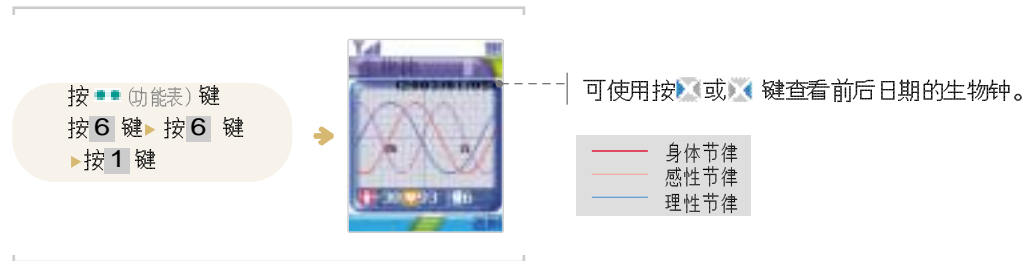 按 (功能表) 键
按 6 键 按 6 键
按 1 键
可使用按 或 键查看前后日期的生物钟。
身体节律
感性节律
理性节律